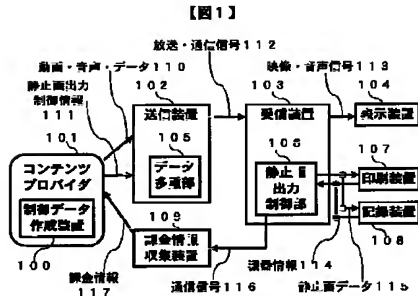 【図1】
放送・通信信号112
動画・音声・データ110
静止画出力
制御情報
111
102
送信装置
105
データ
多重部
103
受信装置
106
静止画
出力
制御部
映像・音声信号113
104
表示装置
107
印刷装置
記録装置
108
101
コンテンツ
プロバイダ
制御データ
作成装置
100
109
課金情報
収集装置
課金情報
117
機器情報114
通信信号116
静止画データ115